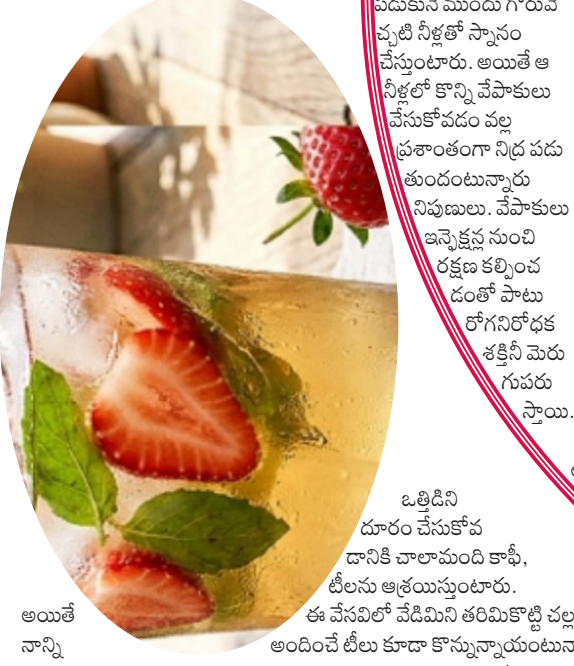 పడుకునే ముందు గోరువె
చ్చటి నీళ్లతో స్నానం
చేస్తుంటారు. అయితే ఆ
నీళ్లలో కొన్ని వేపాకులు
వేసుకోవడం వల్ల
ప్రశాంతంగా నిద్ర పడు
తుందంటున్నారు
నిపుణులు. వేపాకులు
ఇన్ఫెక్షన్ల నుంచి
రక్షణ కల్పించ
డంతో పాటు
రోగనిరోధక
శక్తినీ మెరు
గుపరు
స్తాయి.
ఒత్తిడిని
దూరం చేసుకోవ
డానికి చాలామంది కాఫీ,
టీలను ఆశ్రయిస్తుంటారు.
ఈ వేసవిలో వేడిమిని తరిమికొట్టి చల్ల
అందించే టీలు కూడా కొన్నున్నాయంటున
అయితే
నాన్ని